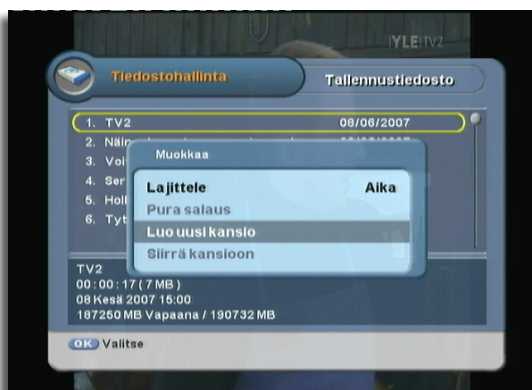 YLE TV2
Tiedostohallinta
Tallennustiedosto
1. TV2 08/06/2007
2.
3.
4. Ser
5. Holl
6. Tyt
Muokkaa
Lajittele Aika
Pura salaus
Luo uusi kansio
Siirrä kansioon
TV2
00:00:17 ( 7 MB )
08 Kesä 2007 15:00
187250 MB Vapaana / 190732 MB
OK Valitse